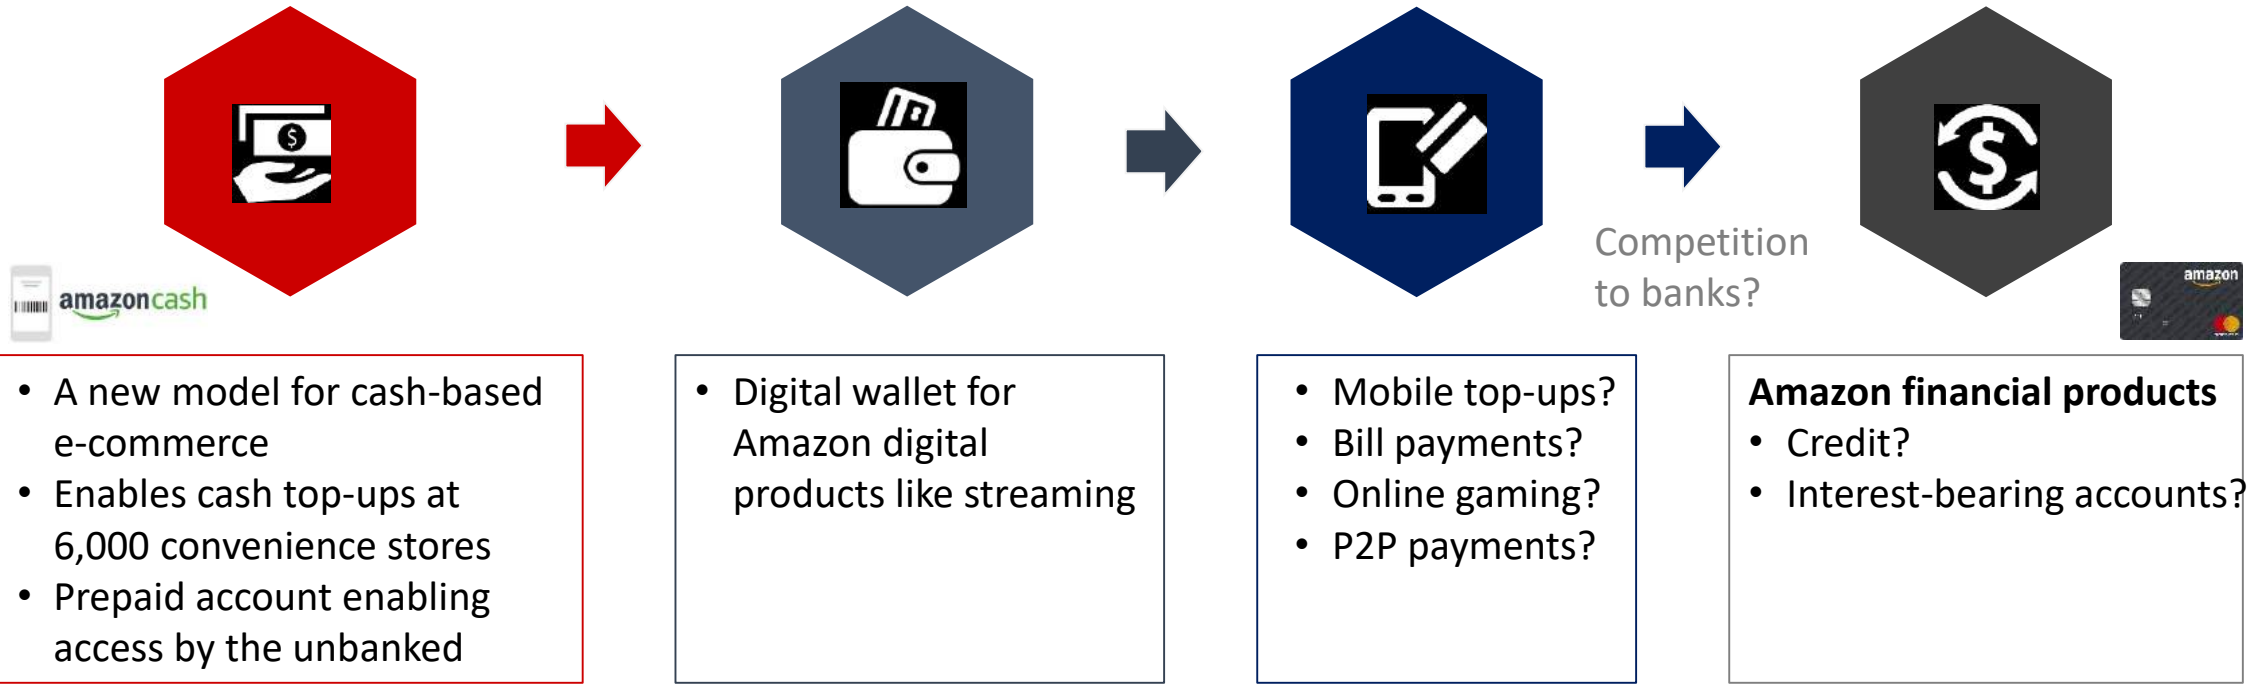 Competition
to banks?
amazoncash
amazon
• A new model for cash-based
e-commerce
• Enables cash top-ups at
6,000 convenience stores
• Prepaid account enabling
access by the unbanked
• Digital wallet for
Amazon digital
products like streaming
• Mobile top-ups?
• Bill payments?
• Online gaming?
• P2P payments?
Amazon financial products
• Credit?
• Interest-bearing accounts?